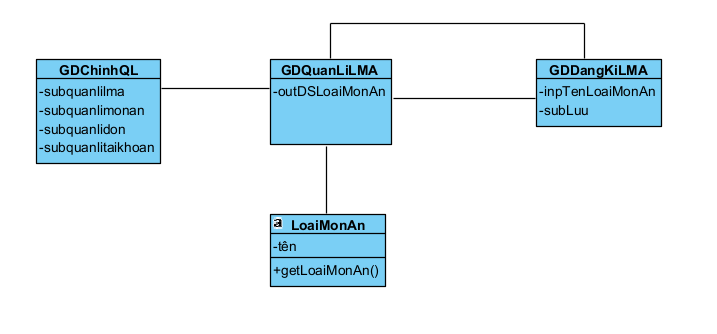 GDChinhQL
-subquanlilma
-subquanlimonan
-subquanlidon
-subquanlitaikhoan
GDQuanLiLMA
-outDSLoaiMonAn
GDDangKiLMA
-inpTenLoaiMonAn
-subLuu
a LoaiMonAn
-tên
+getLoaiMonAn()